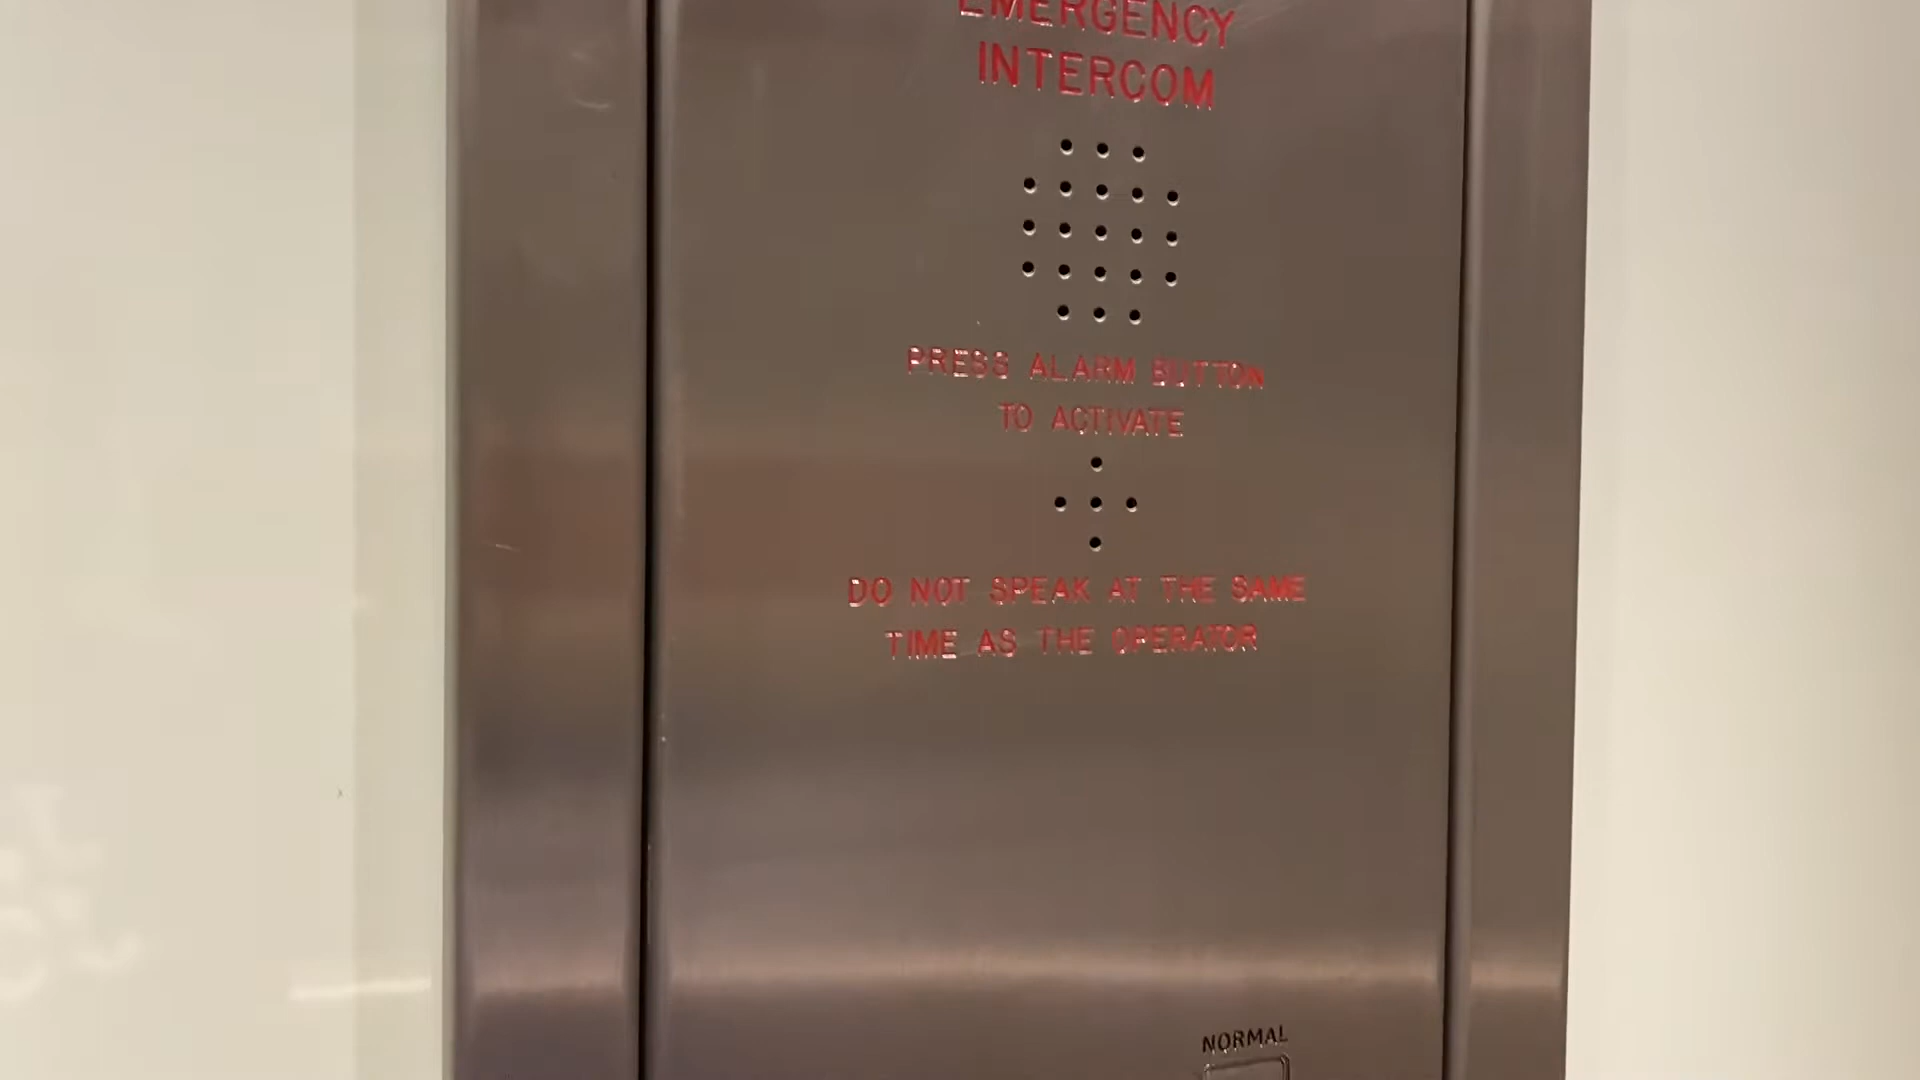 EMERGENCY
INTERCOM
PRESS ALARM BUTTON
TO ACTIVATE
DO NOT SPEAK AT THE SAME
TIME AS THE OPERATOR
NORMAL